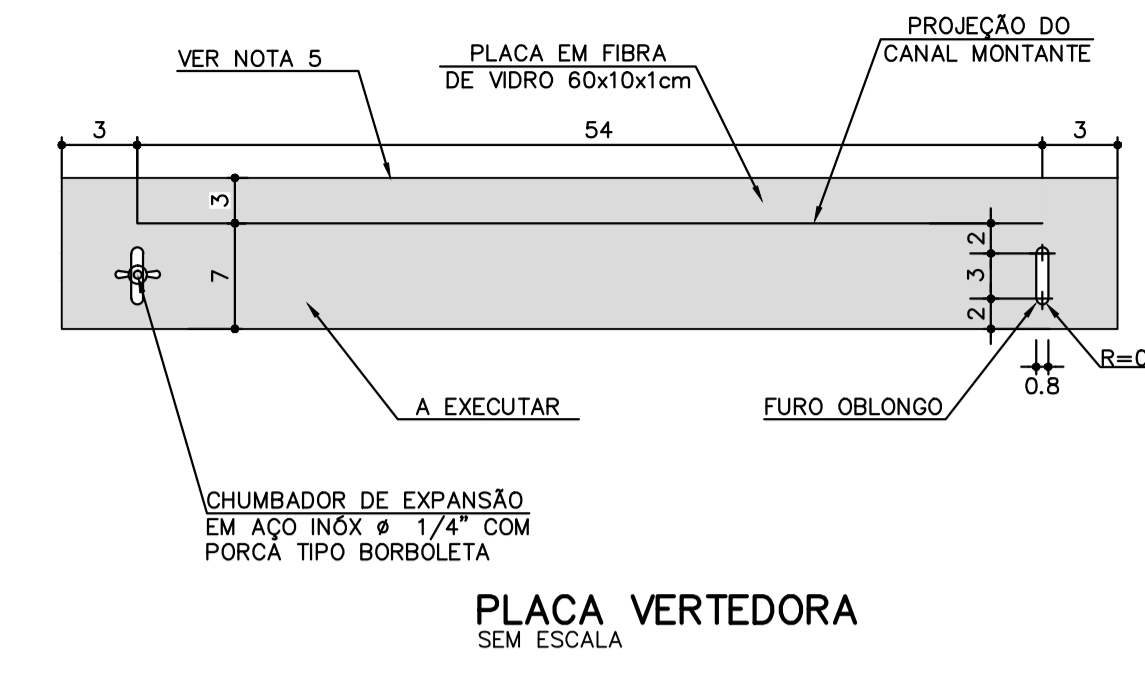 PROJEÇÃO DO
CANAL MONTANTE
VER NOTA 5
PLACA EM FIBRA
DE VIDRO 60x10x1cm
3
54
3
3
7
2
3
2
R=0
0.8
A EXECUTAR
FURO OBLONGO
CHUMBADOR DE EXPANSÃO
EM AÇO INÓX ø 1/4" COM
PORCA TIPO BORBOLETA
PLACA VERTEDORA
SEM ESCALA